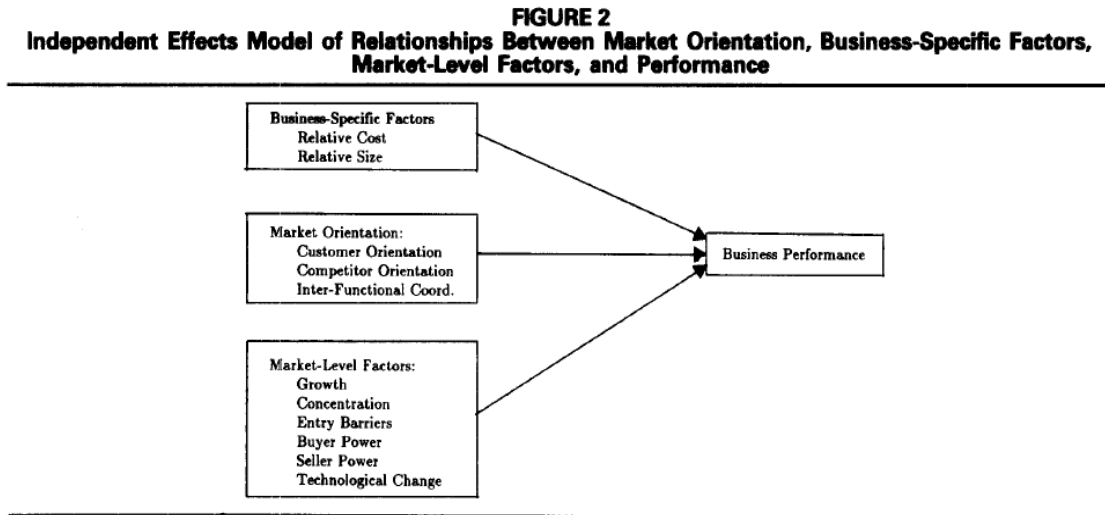 FIGURE 2
Independent Effects Model of Relationships Between Market Orientation, Business-Specific Factors,
Market-Level Factors, and Performance
Business-Specific Factors
Relative Cost
Relative Size
Market Orientation:
Customer Orientation
Competitor Orientation
Inter-Functional Coord.
Business Performance
Market-Level Factors:
Growth
Concentration
Entry Barriers
Buyer Power
Seller Power
Technological Change